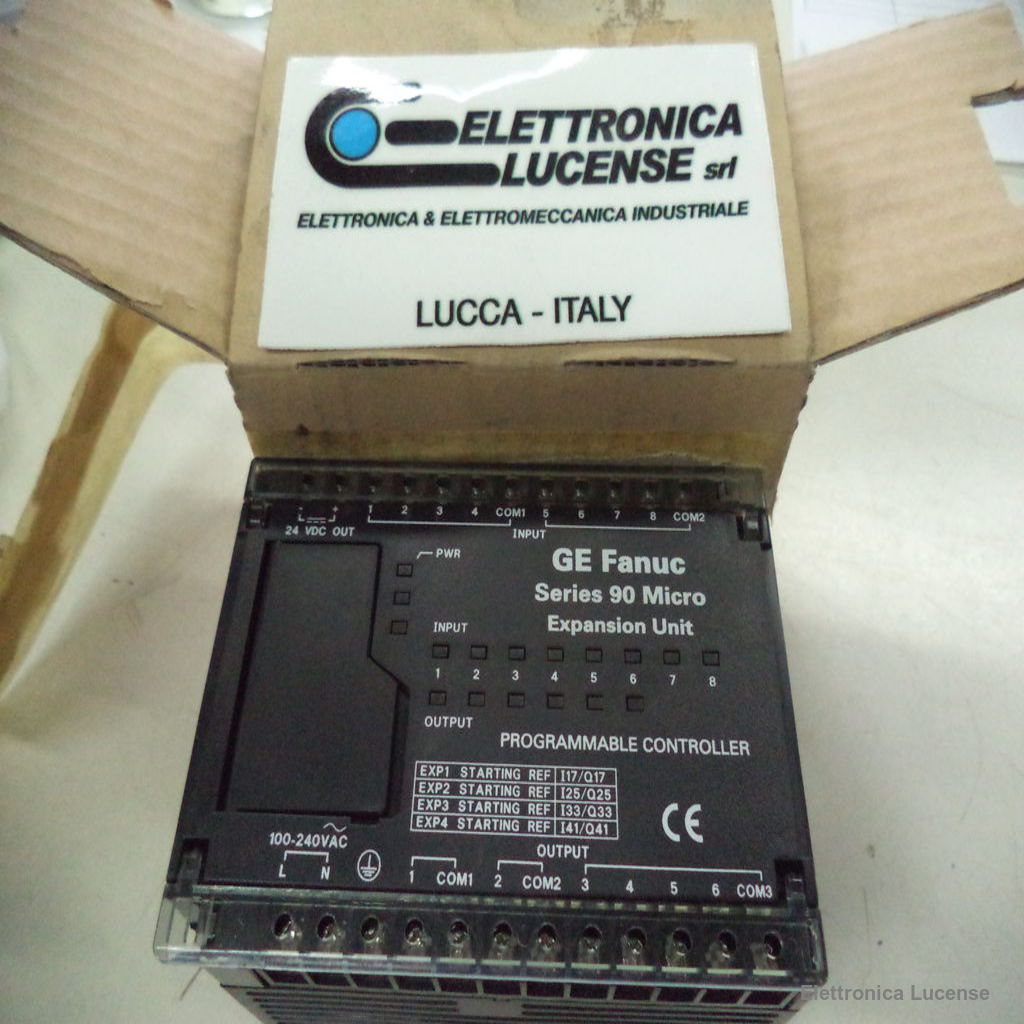 ELETTRONICA
LUCENSE srl
ELETTRONICA & ELETTROMECCANICA INDUSTRIALE
LUCCA - ITALY
- +
24 VDC OUT
1 2 3 4 COM1 5 6 7 8 COM2
INPUT
PWR
GE Fanuc
Series 90 Micro
Expansion Unit
INPUT
1 2 3 4 5 6 7 8
OUTPUT
PROGRAMMABLE CONTROLLER
EXP1 STARTING REF I17/Q17
EXP2 STARTING REF I25/Q25
EXP3 STARTING REF I33/Q33
EXP4 STARTING REF I41/Q41
CE
100-240VAC
OUTPUT
L N 1 COM1 2 COM2 3 4 5 6 COM3
Elettronica Lucense